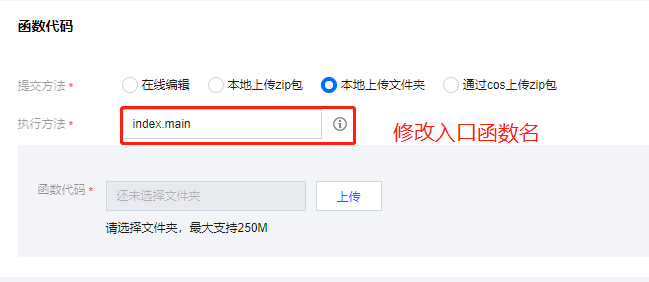 函数代码
提交方法 * 在线编辑 本地上传zip包 本地上传文件夹 通过cos上传zip包
执行方法 * index.main 修改入口函数名
函数代码 * 还未选择文件夹 上传
请选择文件夹，最大支持250M